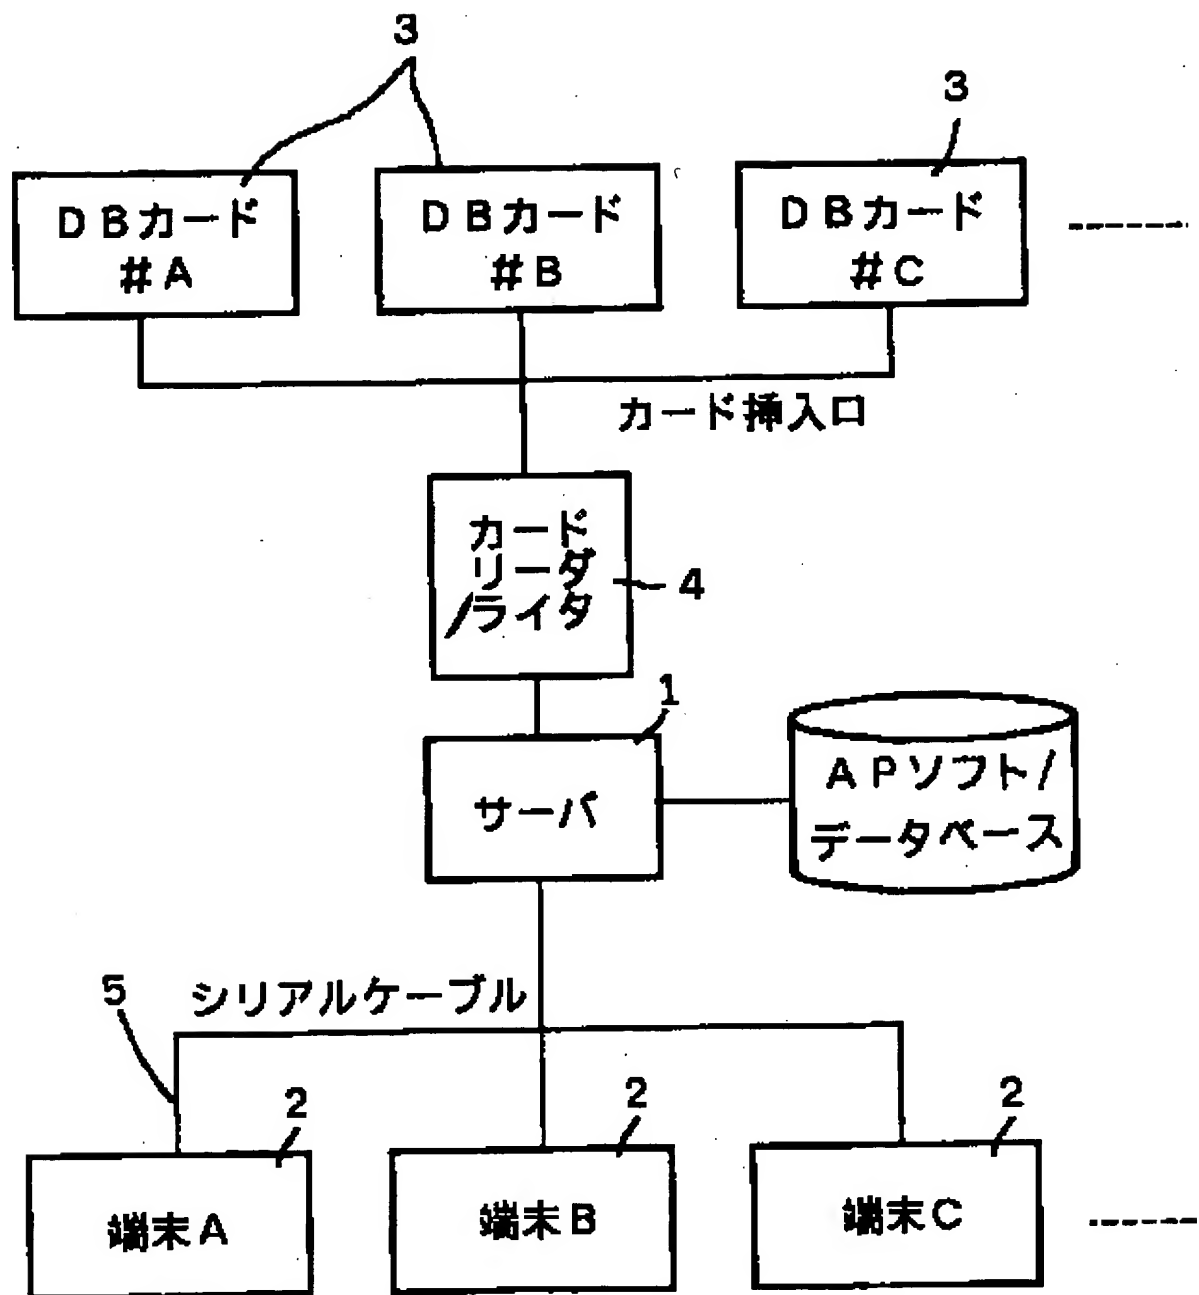 3
3
DBカード
#A
DBカード
#B
DBカード
#C
カード挿入口
カード
リーダ
/ライタ
4
1
サーバ
APソフト/
データベース
5
シリアルケーブル
2
2
2
端末A
端末B
端末C